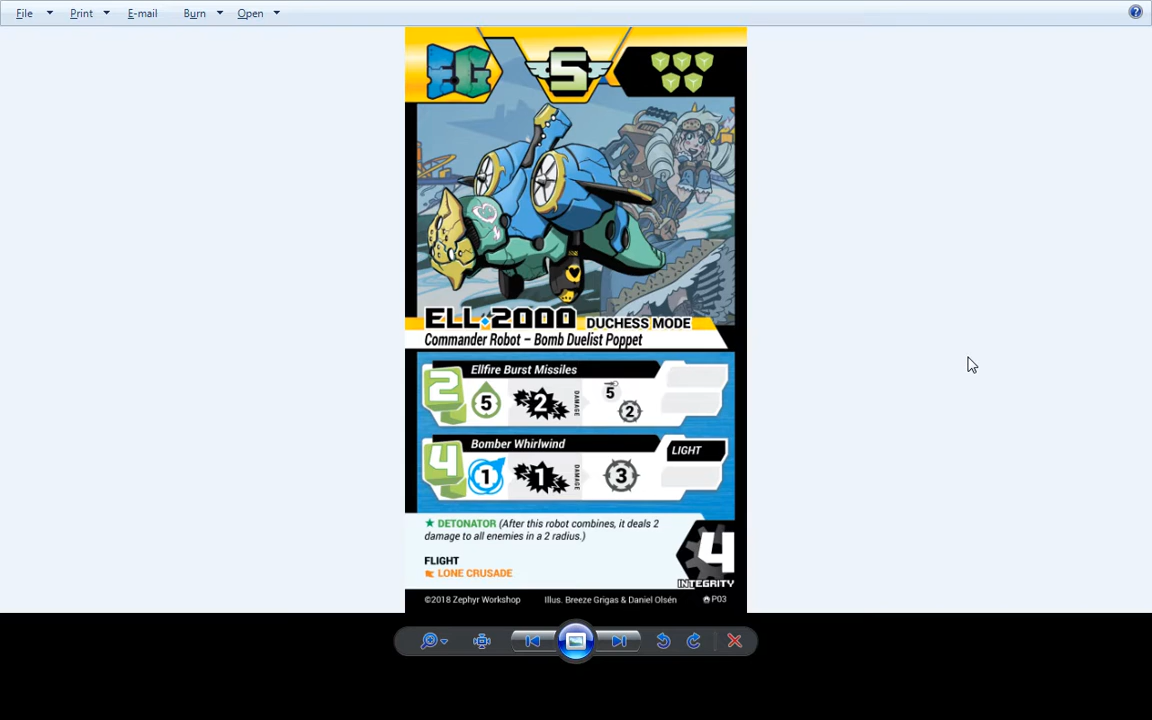 File Print E-mail Burn Open
EG 5
ELL•2000 DUCHESS MODE
Commander Robot – Bomb Duelist Poppet
Ellfire Burst Missiles
2 5 2 DAMAGE 5 2
Bomber Whirlwind LIGHT
4 1 1 DAMAGE 3
★ DETONATOR (After this robot combines, it deals 2
damage to all enemies in a 2 radius.)
FLIGHT
LONE CRUSADE
4
INTEGRITY
©2018 Zephyr Workshop Illus. Breeze Grigas & Daniel Olsén P03